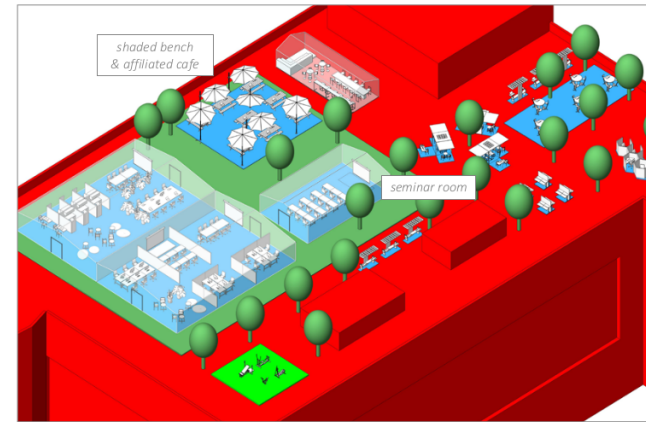 shaded bench
& affiliated cafe
seminar room